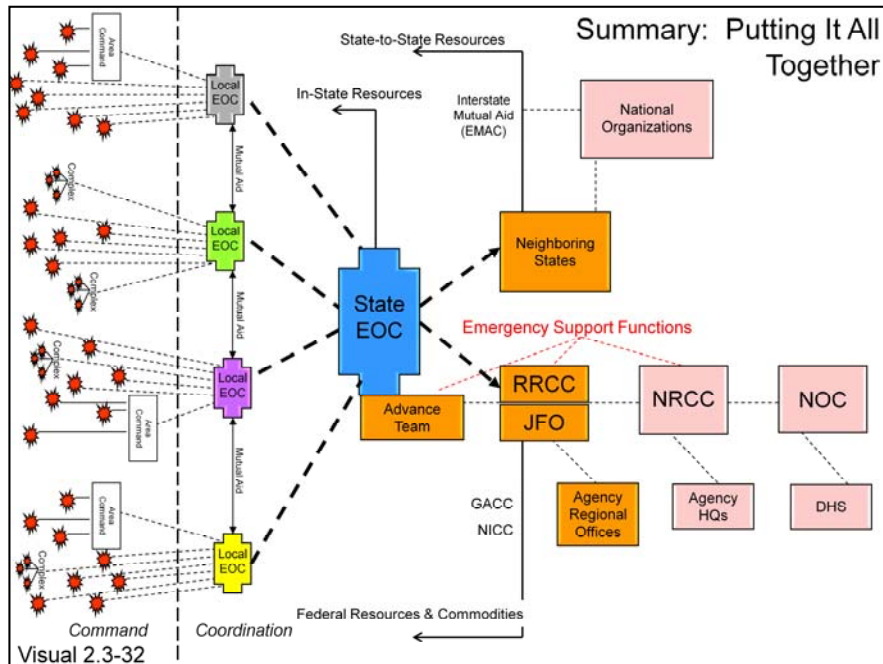 Summary: Putting It All
Together
State-to-State Resources
In-State Resources
Interstate
Mutual Aid
(EMAC)
National
Organizations
Area
Command
Local
EOC
Mutual Aid
Complex
Local
EOC
Complex
Mutual Aid
Complex
Local
EOC
Area
Command
Mutual Aid
Area
Command
Complex
Local
EOC
State
EOC
Neighboring
States
Emergency Support Functions
Advance
Team
RRCC
JFO
NRCC
NOC
GACC
NICC
Agency
Regional
Offices
Agency
HQs
DHS
Federal Resources & Commodities
Command
Coordination
Visual 2.3-32